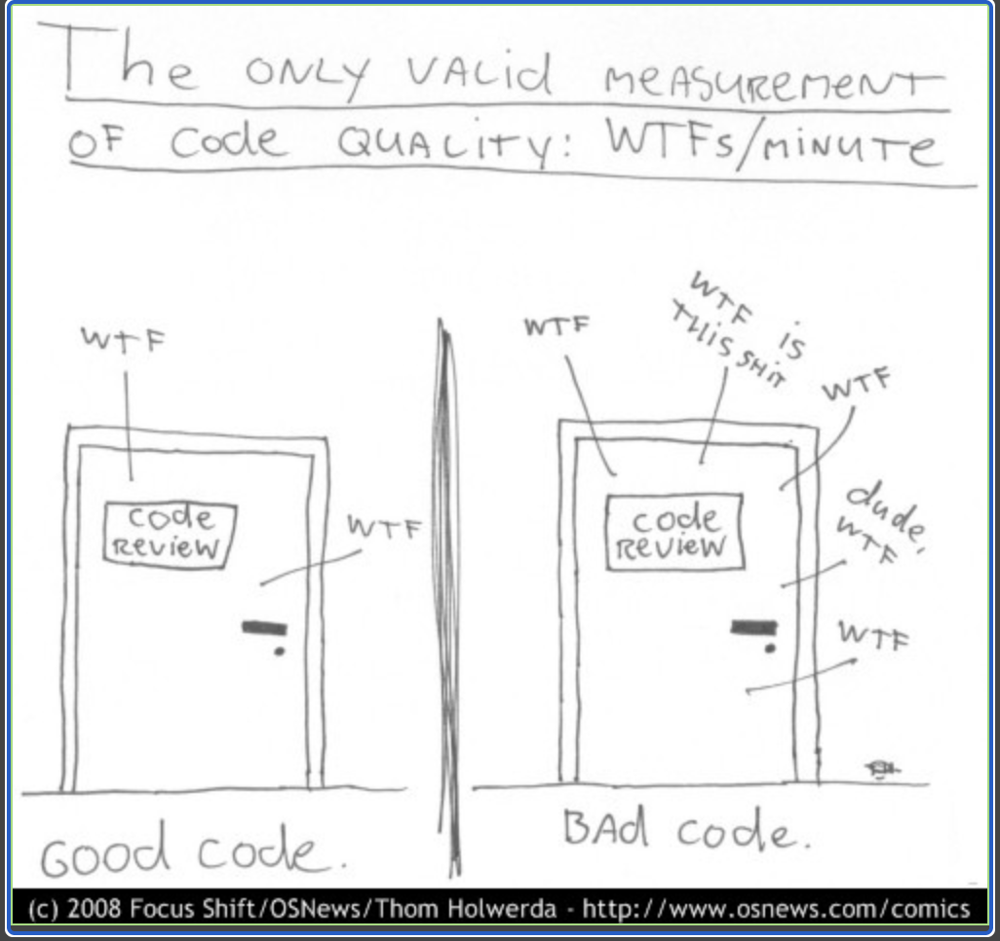 The ONLY VALid MEASUREMENT
OF Code QUALITY: WTFs/MINUTE
WTF
code
REVIEW
WTF
GOOD code.
WTF
WTF is
THIS SHIT
WTF
code
REVIEW
dude,
WTF
WTF
BAd code.
(c) 2008 Focus Shift/OSNews/Thom Holwerda - http://www.osnews.com/comics